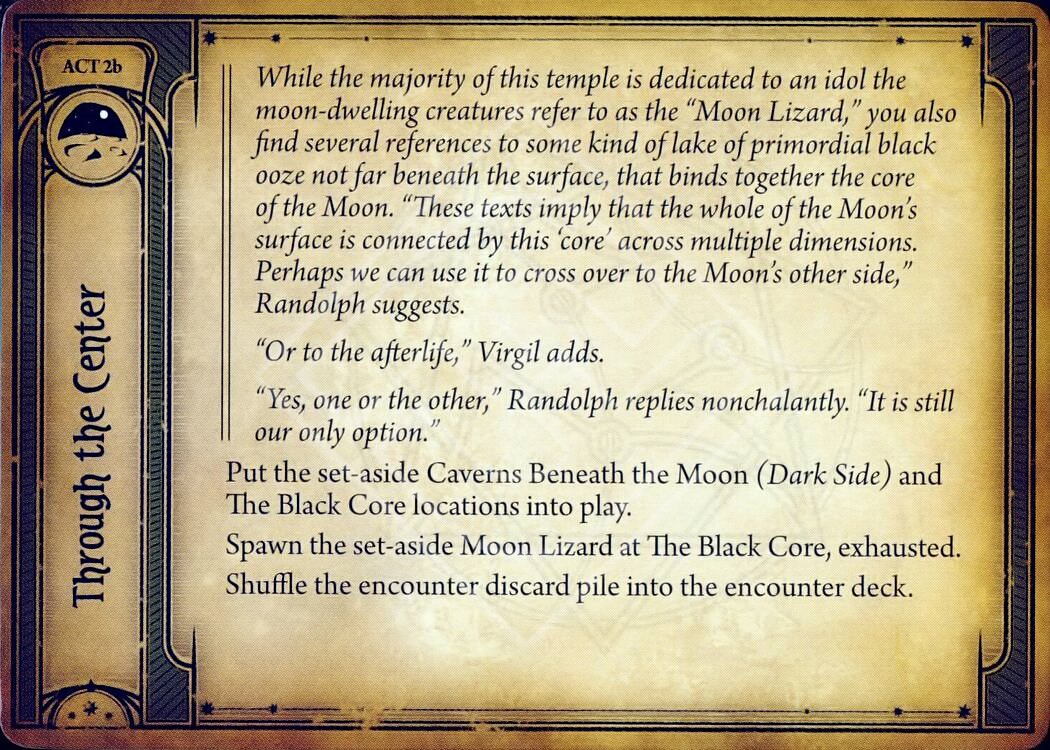 ACT 2b
Through the Center
While the majority of this temple is dedicated to an idol the
moon-dwelling creatures refer to as the “Moon Lizard,” you also
find several references to some kind of lake of primordial black
ooze not far beneath the surface, that binds together the core
of the Moon. “These texts imply that the whole of the Moon’s
surface is connected by this ‘core’ across multiple dimensions.
Perhaps we can use it to cross over to the Moon’s other side,”
Randolph suggests.
“Or to the afterlife,” Virgil adds.
“Yes, one or the other,” Randolph replies nonchalantly. “It is still
our only option.”
Put the set-aside Caverns Beneath the Moon (Dark Side) and
The Black Core locations into play.
Spawn the set-aside Moon Lizard at The Black Core, exhausted.
Shuffle the encounter discard pile into the encounter deck.